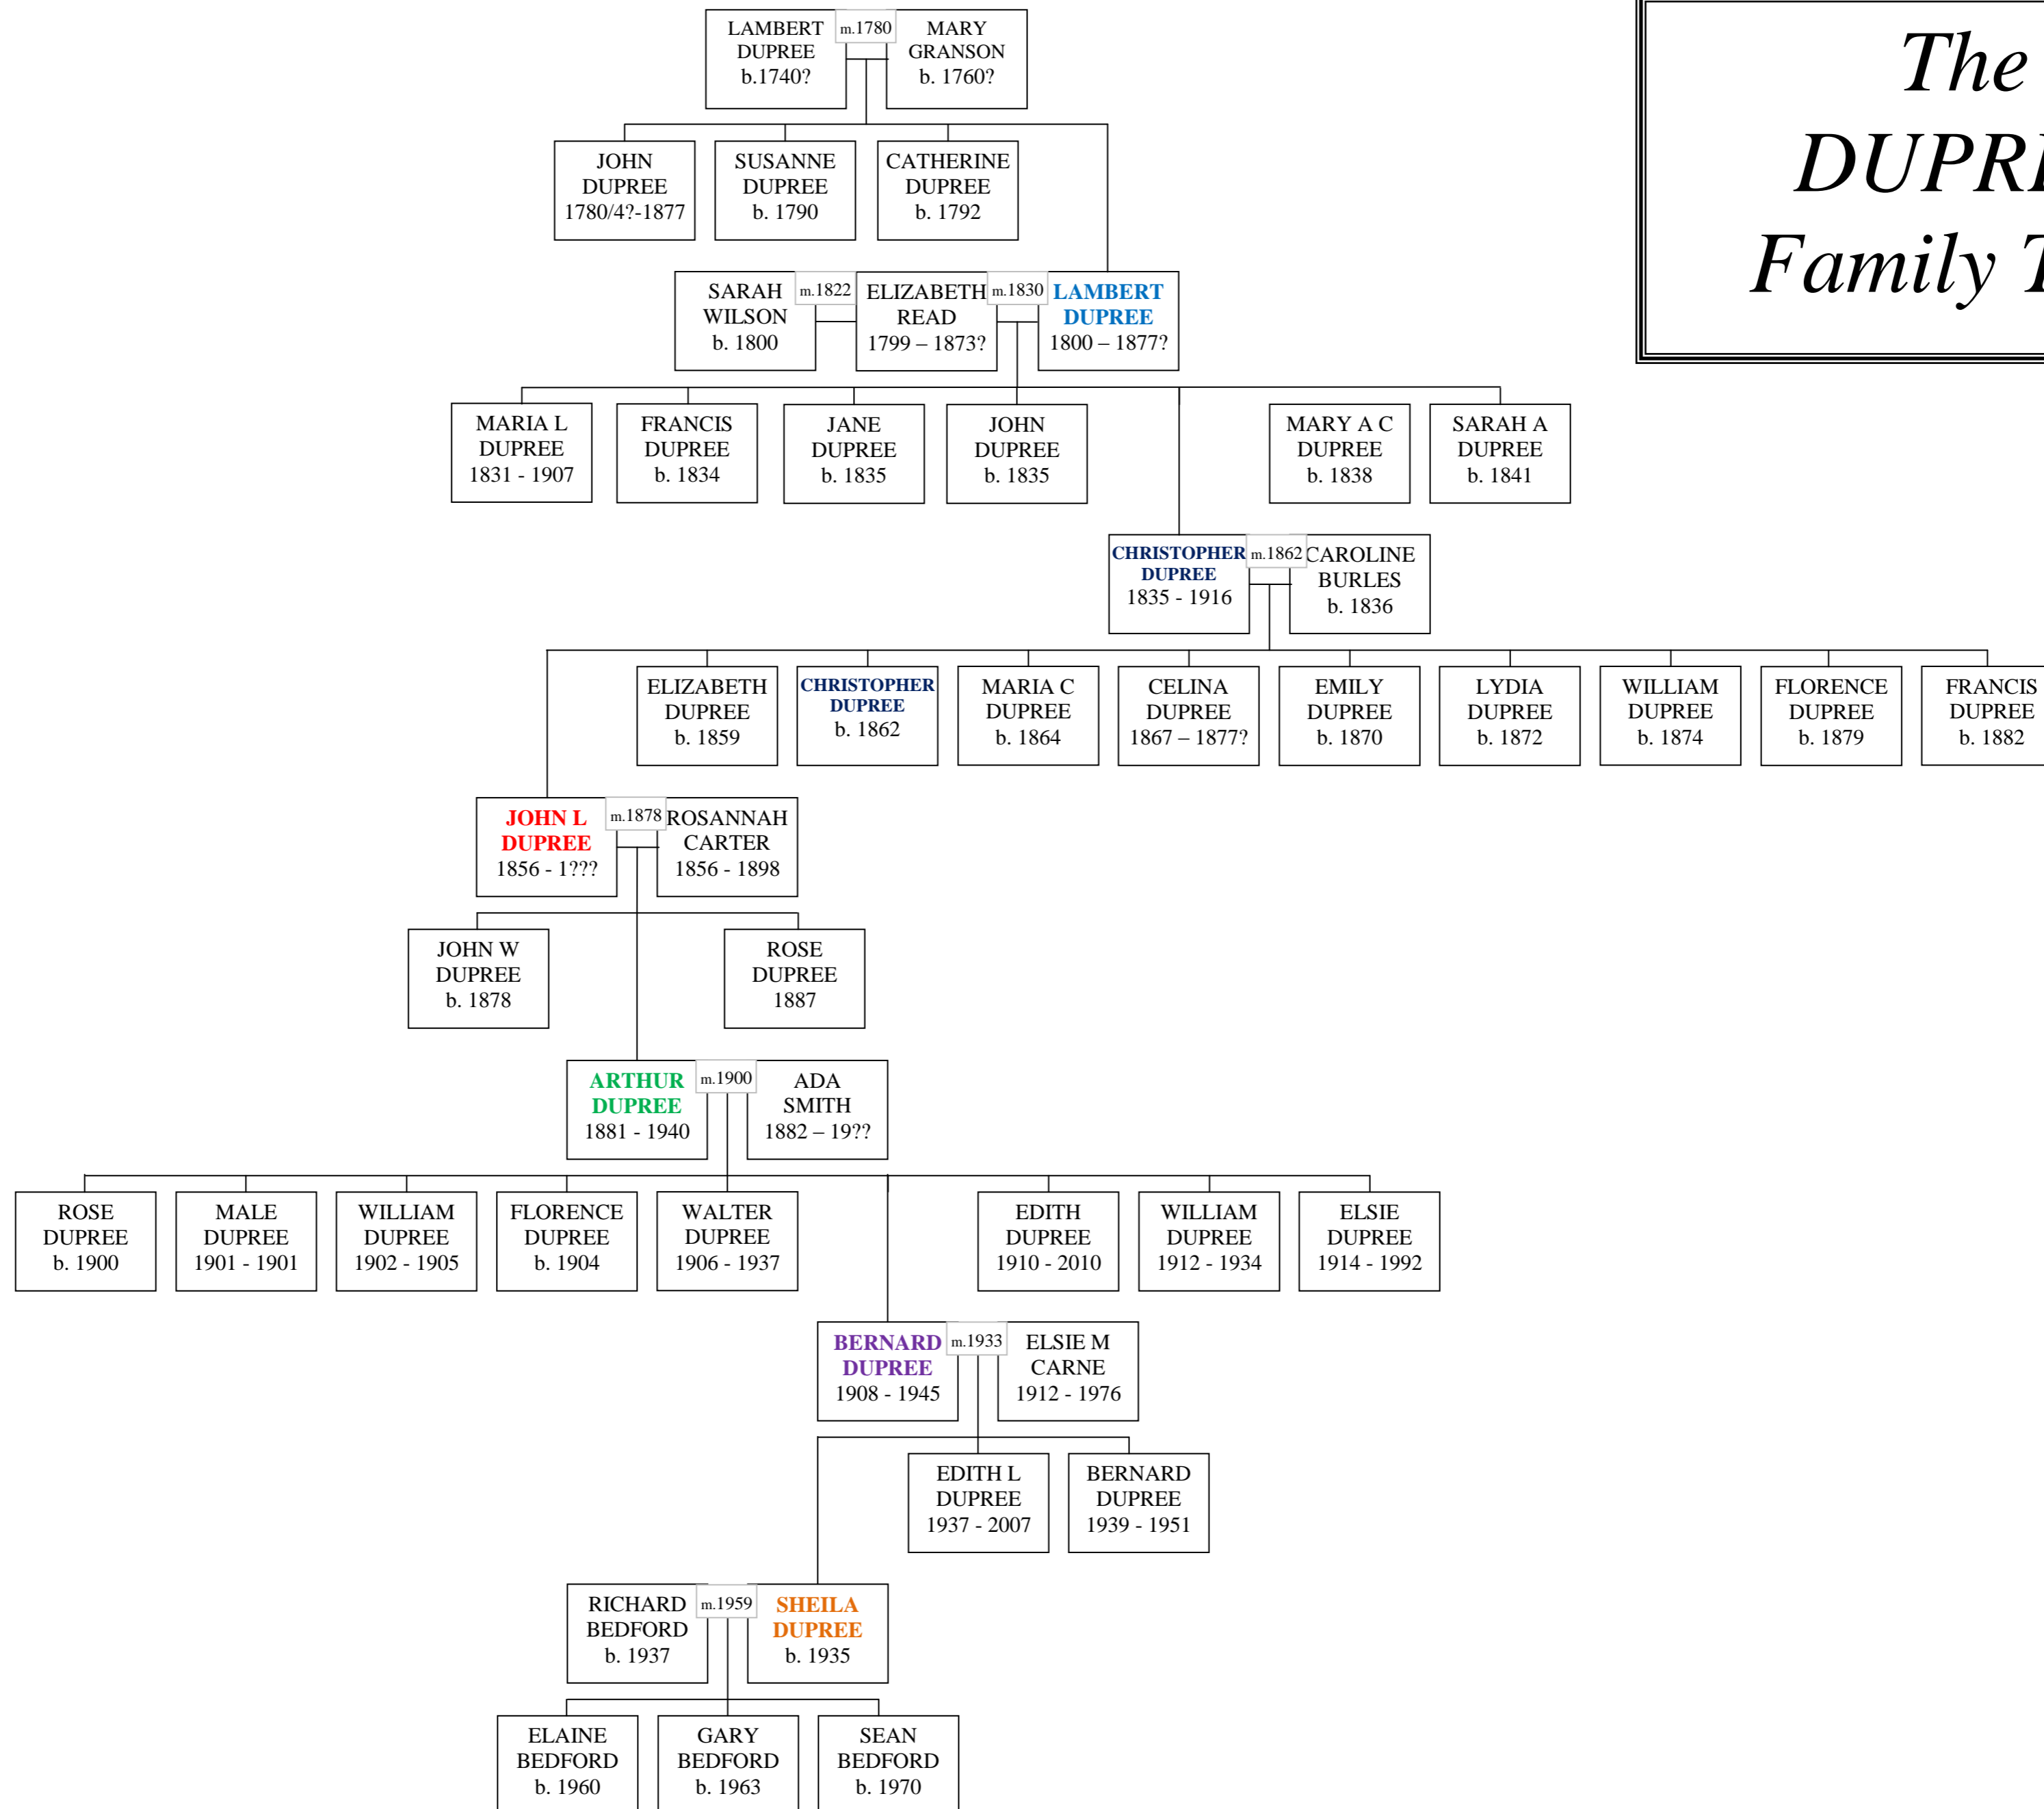 The
DUPRE
Family T
LAMBERT
DUPREE
b.1740?
m.1780
MARY
GRANSON
b. 1760?
JOHN
DUPREE
1780/4?-1877
SUSANNE
DUPREE
b. 1790
CATHERINE
DUPREE
b. 1792
SARAH
WILSON
b. 1800
m.1822
ELIZABETH
READ
1799 – 1873?
m.1830
LAMBERT
DUPREE
1800 – 1877?
MARIA L
DUPREE
1831 - 1907
FRANCIS
DUPREE
b. 1834
JANE
DUPREE
b. 1835
JOHN
DUPREE
b. 1835
MARY A C
DUPREE
b. 1838
SARAH A
DUPREE
b. 1841
CHRISTOPHER
DUPREE
1835 - 1916
m.1862
CAROLINE
BURLES
b. 1836
ELIZABETH
DUPREE
b. 1859
CHRISTOPHER
DUPREE
b. 1862
MARIA C
DUPREE
b. 1864
CELINA
DUPREE
1867 – 1877?
EMILY
DUPREE
b. 1870
LYDIA
DUPREE
b. 1872
WILLIAM
DUPREE
b. 1874
FLORENCE
DUPREE
b. 1879
FRANCIS
DUPREE
b. 1882
JOHN L
DUPREE
1856 - 1???
m.1878
ROSANNAH
CARTER
1856 - 1898
JOHN W
DUPREE
b. 1878
ROSE
DUPREE
1887
ARTHUR
DUPREE
1881 - 1940
m.1900
ADA
SMITH
1882 – 19??
ROSE
DUPREE
b. 1900
MALE
DUPREE
1901 - 1901
WILLIAM
DUPREE
1902 - 1905
FLORENCE
DUPREE
b. 1904
WALTER
DUPREE
1906 - 1937
EDITH
DUPREE
1910 - 2010
WILLIAM
DUPREE
1912 - 1934
ELSIE
DUPREE
1914 - 1992
BERNARD
DUPREE
1908 - 1945
m.1933
ELSIE M
CARNE
1912 - 1976
EDITH L
DUPREE
1937 - 2007
BERNARD
DUPREE
1939 - 1951
RICHARD
BEDFORD
b. 1937
m.1959
SHEILA
DUPREE
b. 1935
ELAINE
BEDFORD
b. 1960
GARY
BEDFORD
b. 1963
SEAN
BEDFORD
b. 1970